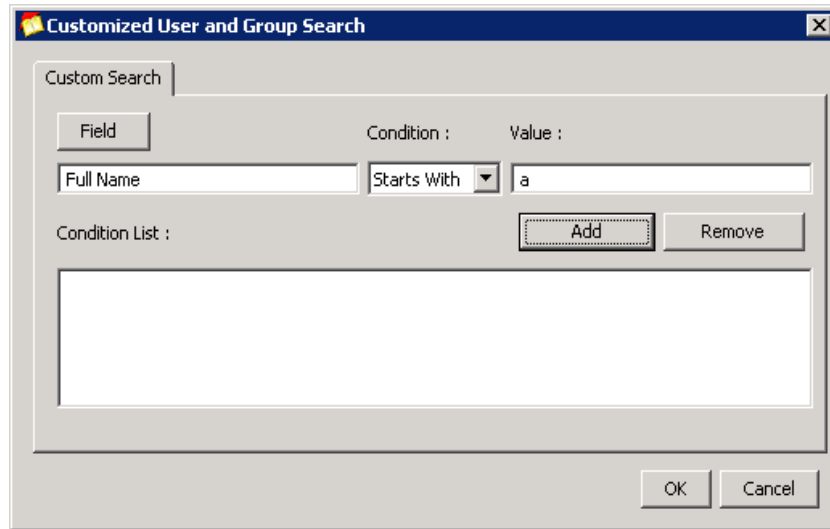 Customized User and Group Search
Custom Search
Field Condition : Value :
Full Name Starts With a
Condition List : Add Remove
OK Cancel